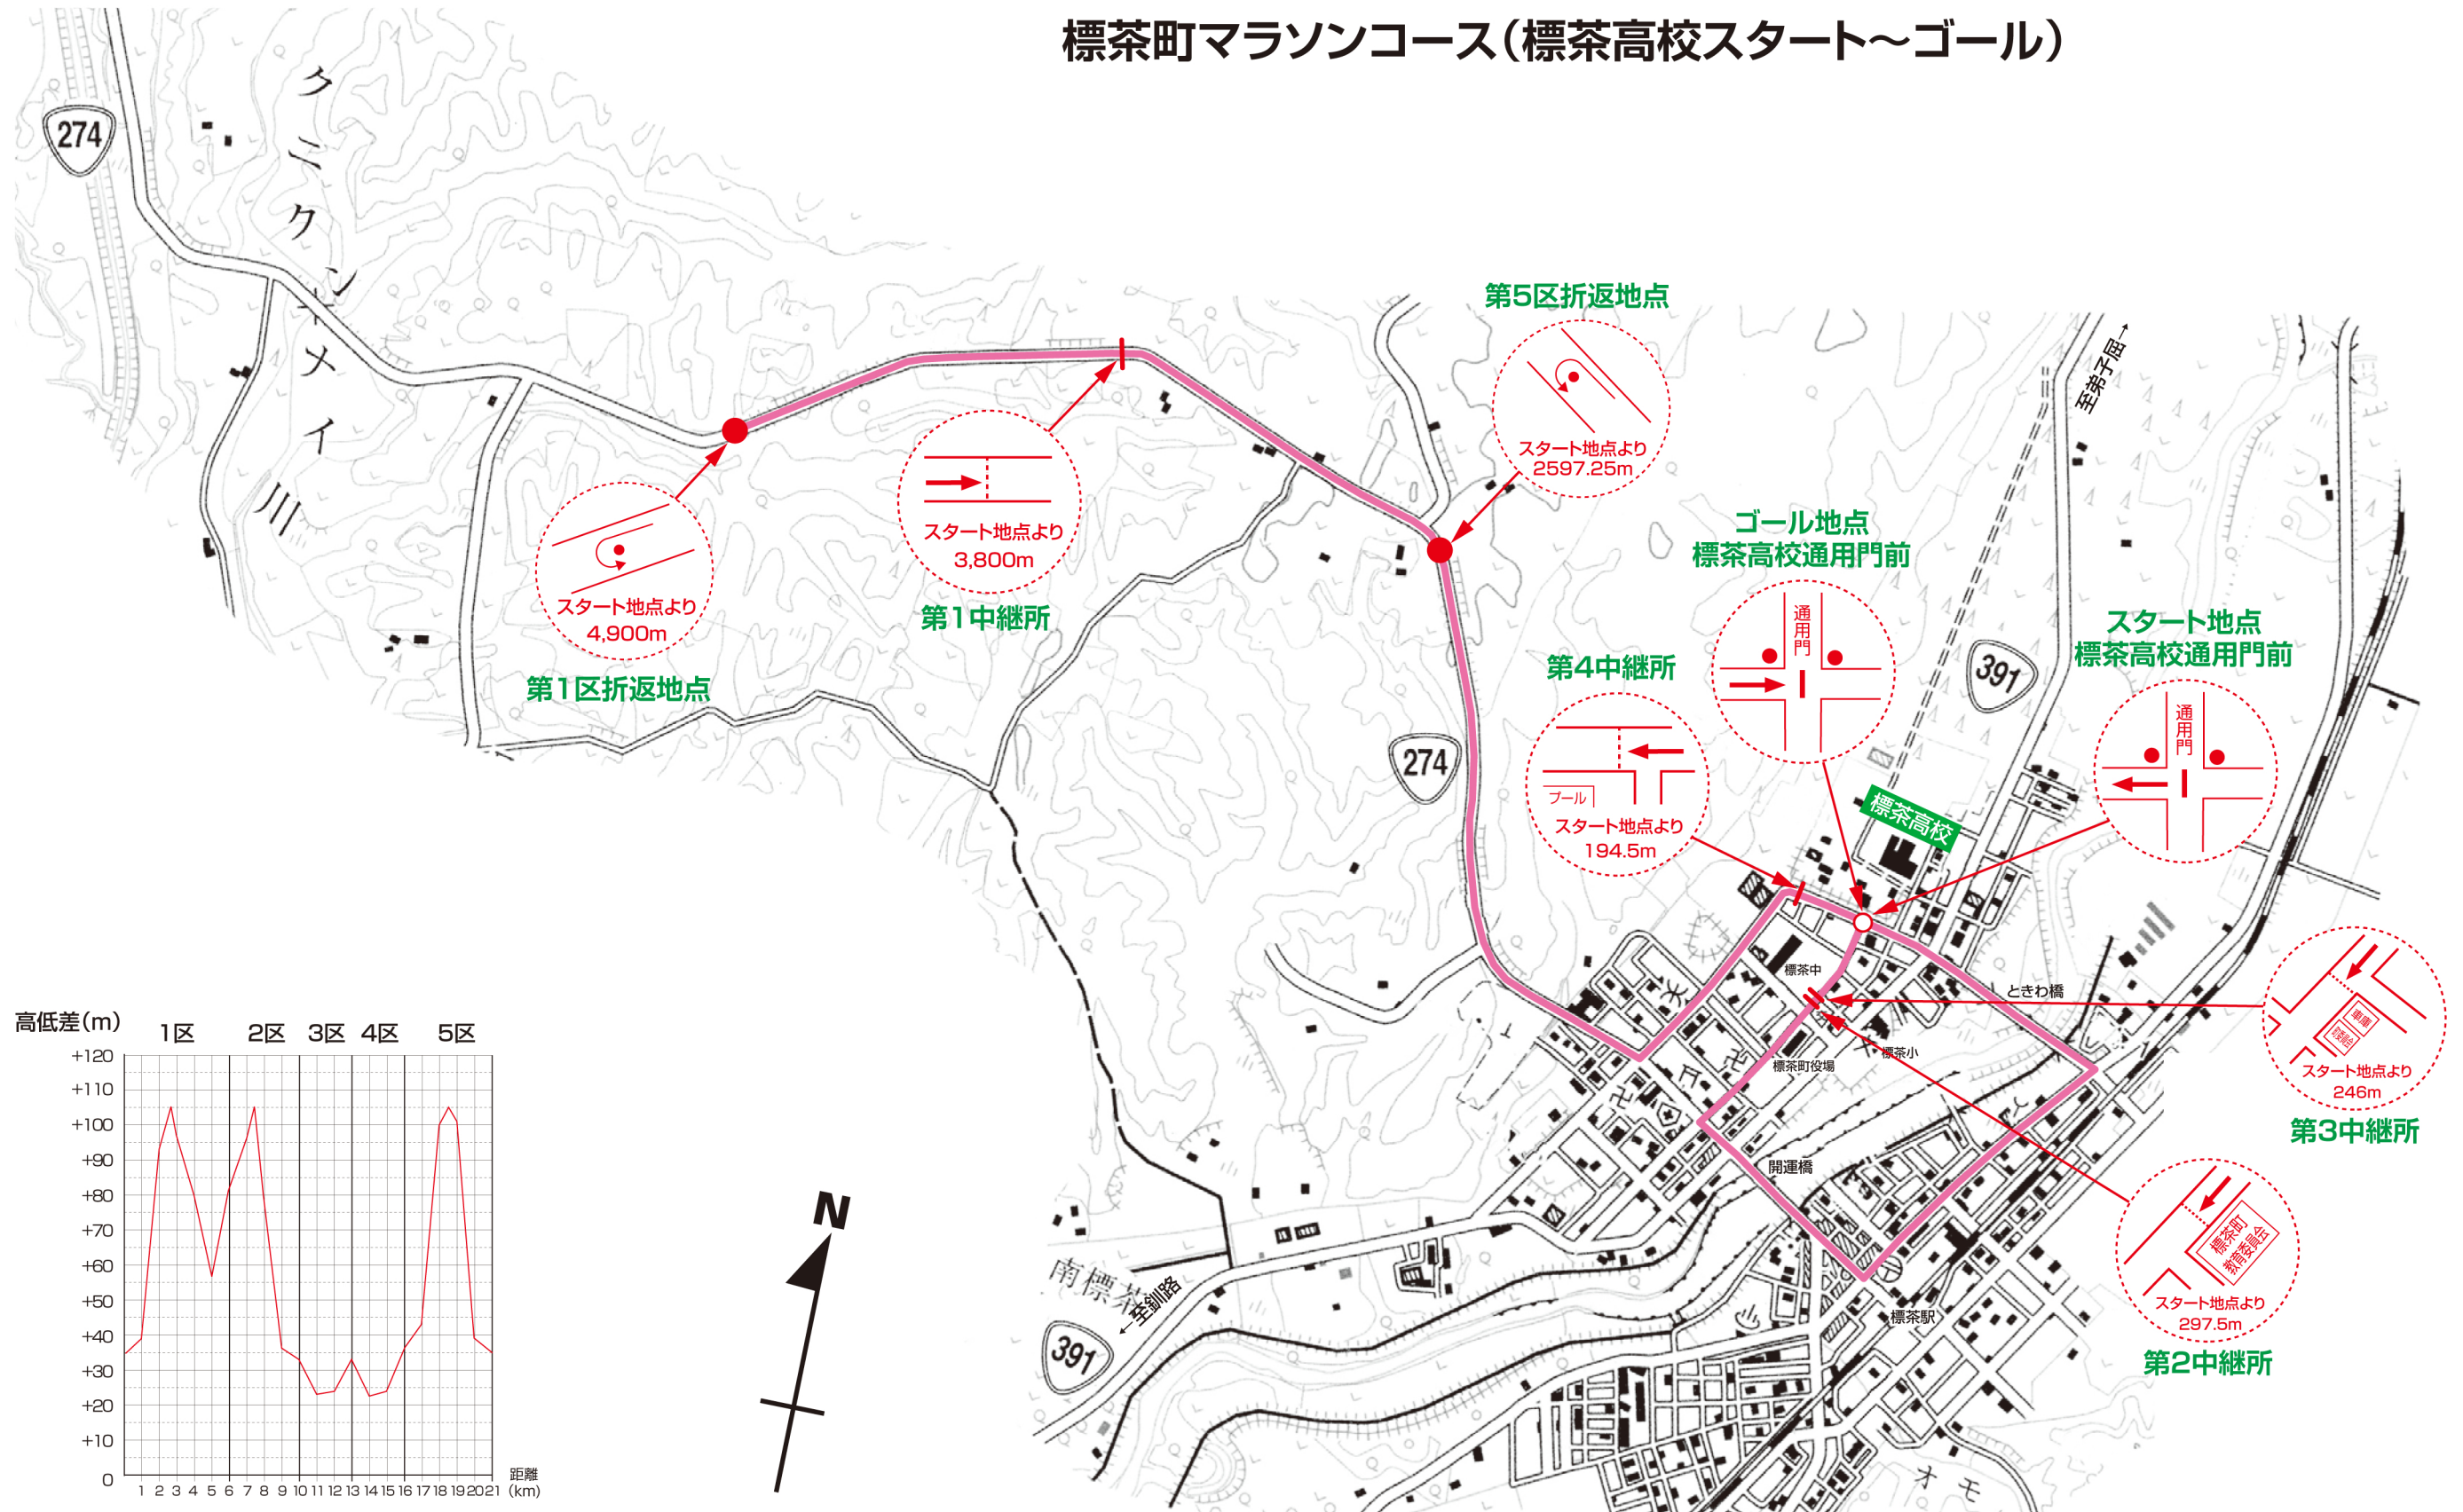 標茶町マラソンコース（標茶高校スタート〜ゴール）
274
クニクンナメイ川
第5区折返地点
スタート地点より
2597.25m
至弟子屈→
ゴール地点
標茶高校通用門前
通用門
スタート地点
標茶高校通用門前
通用門
391
第1区折返地点
スタート地点より
4,900m
第1中継所
スタート地点より
3,800m
274
第4中継所
プール
スタート地点より
194.5m
標茶高校
標茶中
ときわ橋
標茶小
標茶町役場
開運橋
標茶駅
車庫
スタート地点より
246m
第3中継所
標茶町
教育委員会
スタート地点より
297.5m
第2中継所
南標茶
←至釧路
391
オモ
N
高低差（m）
1区 2区 3区 4区 5区
+120
+110
+100
+90
+80
+70
+60
+50
+40
+30
+20
+10
0
1 2 3 4 5 6 7 8 9 10 11 12 13 14 15 16 17 18 19 20 21
距離
（km）